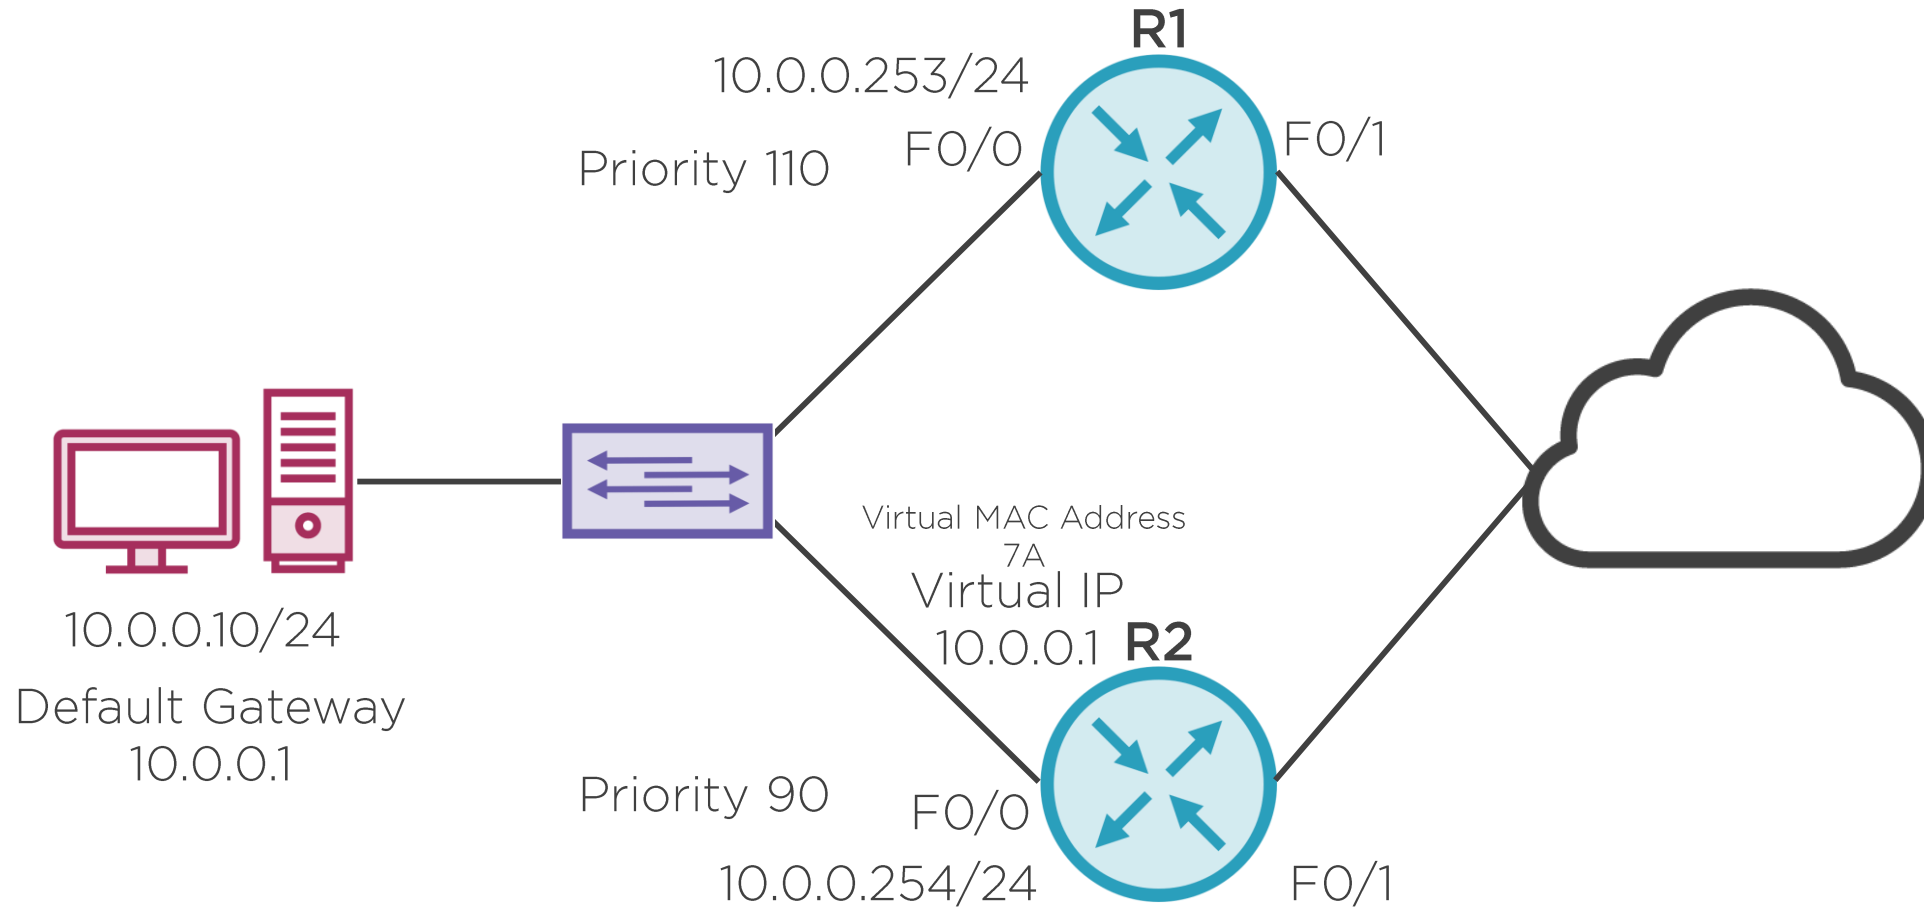 R1
10.0.0.253/24
F0/0
F0/1
Priority 110
Virtual MAC Address
7A
Virtual IP
10.0.0.1
R2
10.0.0.10/24
Default Gateway
10.0.0.1
Priority 90
F0/0
10.0.0.254/24
F0/1